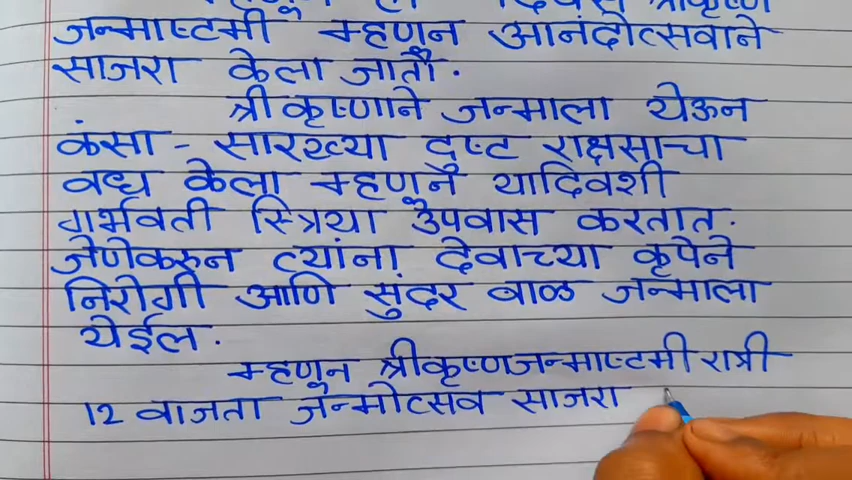 जन्माष्टमी म्हणून आनंदोत्सवाने
साजरा केला जातो.
श्रीकृष्णाने जन्माला येऊन
कंसा - सारख्या दुष्ट राक्षसाचा
वध केला म्हणून यादिवशी
गर्भवती स्त्रिया उपवास करतात.
जेणेकरुन त्यांना देवाच्या कृपेने
निरोगी आणि सुंदर बाळ जन्माला
येईल.
म्हणून श्रीकृष्णजन्माष्टमी रात्री
12 वाजता जन्मोत्सव साजरा